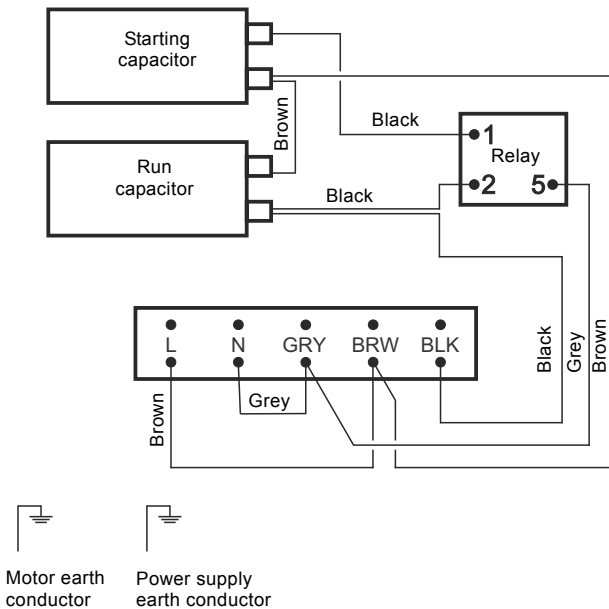 Starting
capacitor
Brown
Black
1
Relay
Run
capacitor
Black
2 5
L N GRY BRW BLK
Black
Grey
Brown
Brown
Grey
Motor earth
conductor
Power supply
earth conductor